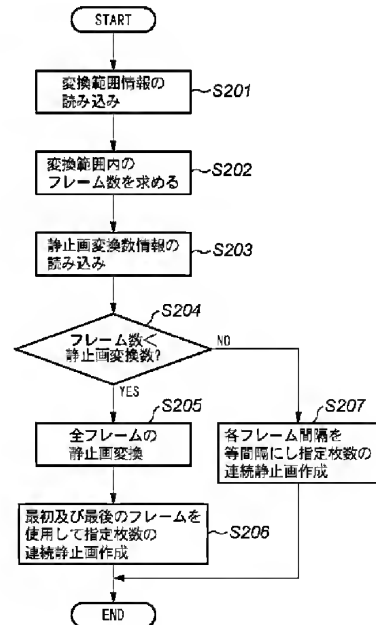 START
変換範囲情報の
読み込み
S201
変換範囲内の
フレーム数を求める
S202
静止画変換数情報の
読み込み
S203
S204
フレーム数<
静止画変換数?
NO
YES
S205
全フレームの
静止画変換
S207
各フレーム間隔を
等間隔にし指定枚数の
連続静止画作成
最初及び最後のフレームを
使用して指定枚数の
連続静止画作成
S206
END